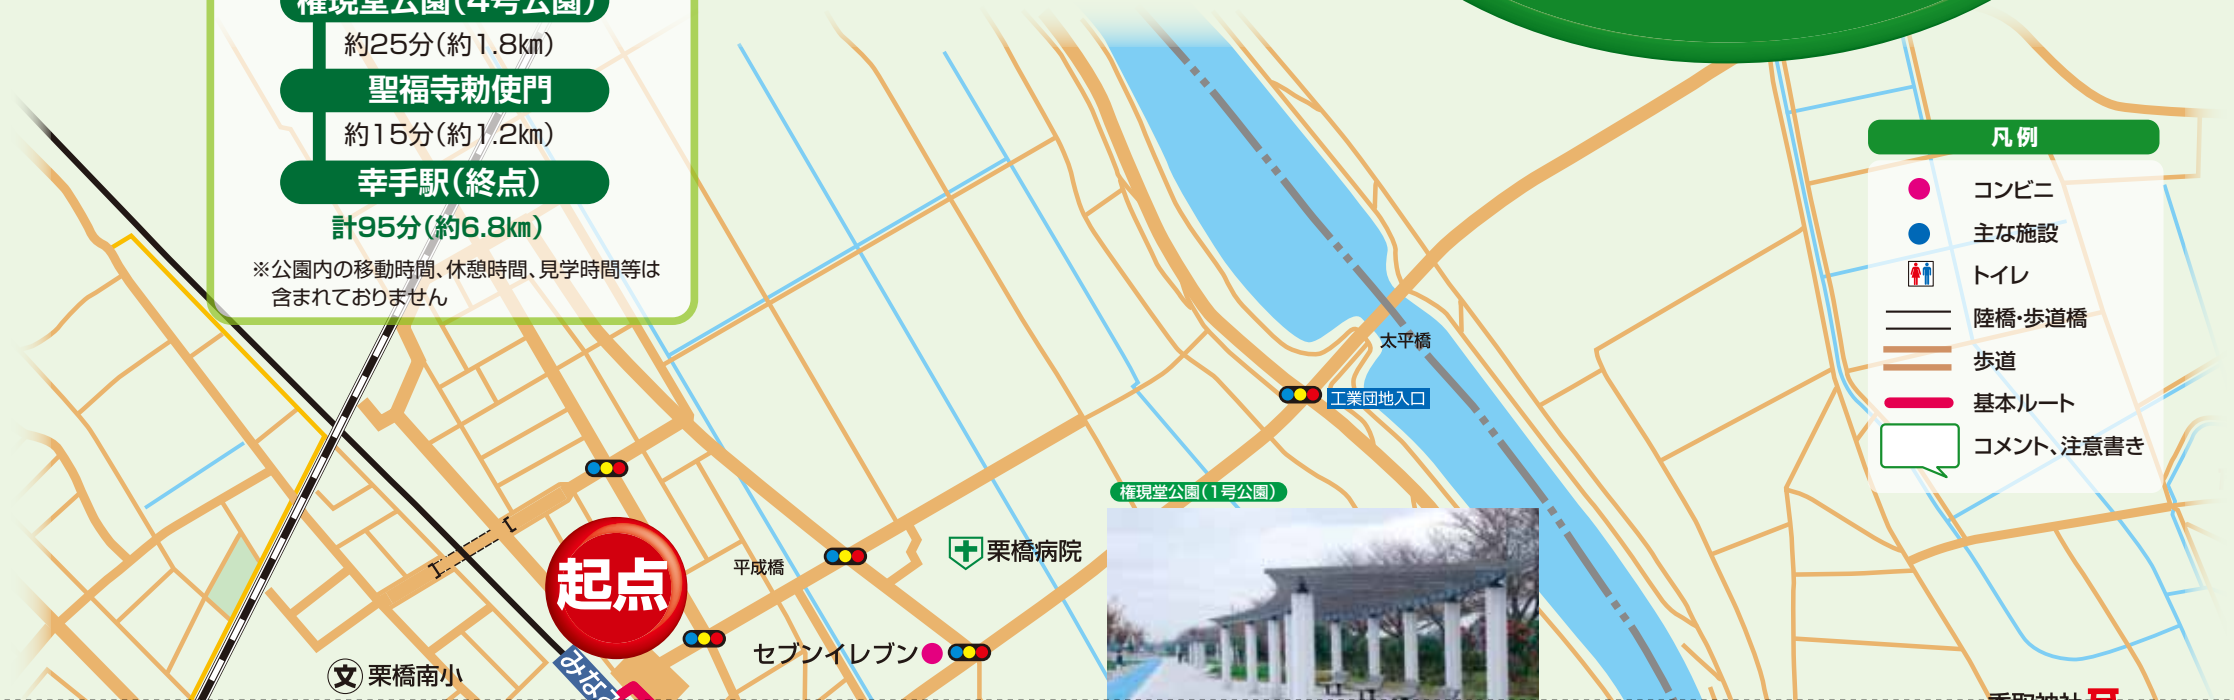 権現堂公園（4号公園）
約25分（約1.8㎞）
聖福寺勅使門
約15分（約1.2㎞）
幸手駅（終点）
計95分（約6.8㎞）
※公園内の移動時間、休憩時間、見学時間等は
含まれておりません
凡例
コンビニ
主な施設
トイレ
陸橋・歩道橋
歩道
基本ルート
コメント、注意書き
太平橋
工業団地入口
権現堂公園（1号公園）
栗橋病院
平成橋
起点
セブンイレブン
文 栗橋南小
みな